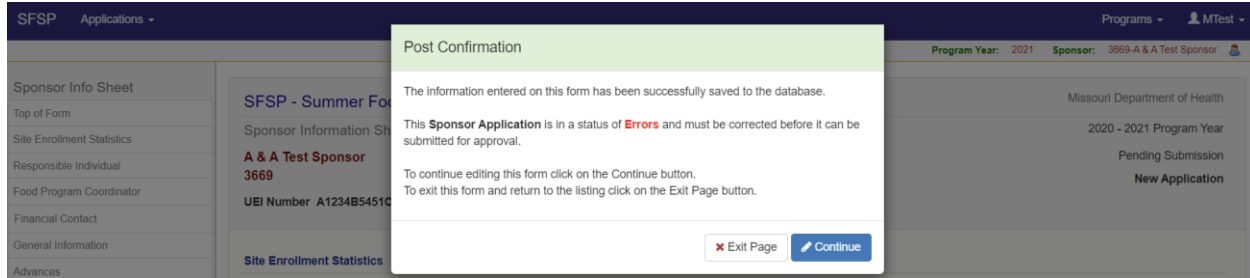 SFSP Applications Programs MTest
Program Year: 2021 Sponsor: 3669-A & A Test Sponsor
Sponsor Info Sheet
Top of Form
Site Enrollment Statistics
Responsible Individual
Food Program Coordinator
Financial Contact
General Information
Advances
SFSP - Summer Foo
Sponsor Information Sh
A & A Test Sponsor
3669
UEI Number A1234B5451C
Site Enrollment Statistics
Post Confirmation
The information entered on this form has been successfully saved to the database.
This Sponsor Application is in a status of Errors and must be corrected before it can be
submitted for approval.
To continue editing this form click on the Continue button.
To exit this form and return to the listing click on the Exit Page button.
Exit Page Continue
Missouri Department of Health
2020 - 2021 Program Year
Pending Submission
New Application